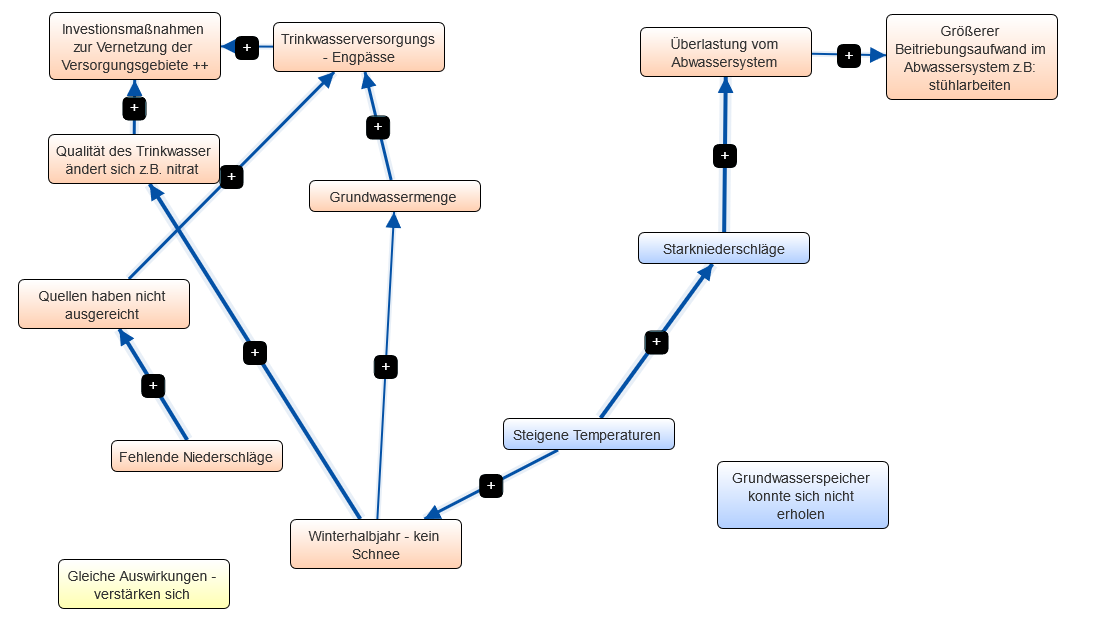 Investionsmaßnahmen
zur Vernetzung der
Versorgungsgebiete ++
+
Trinkwasserversorgungs
- Engpässe
Überlastung vom
Abwassersystem
+
Größerer
Beitriebungsaufwand im
Abwassersystem z.B:
stühlarbeiten
+
+
Qualität des Trinkwasser
ändert sich z.B. nitrat
+
+
Grundwassermenge
Starkniederschläge
Quellen haben nicht
ausgereicht
+
+
+
+
Fehlende Niederschläge
Steigene Temperaturen
+
Grundwasserspeicher
konnte sich nicht
erholen
Winterhalbjahr - kein
Schnee
Gleiche Auswirkungen -
verstärken sich